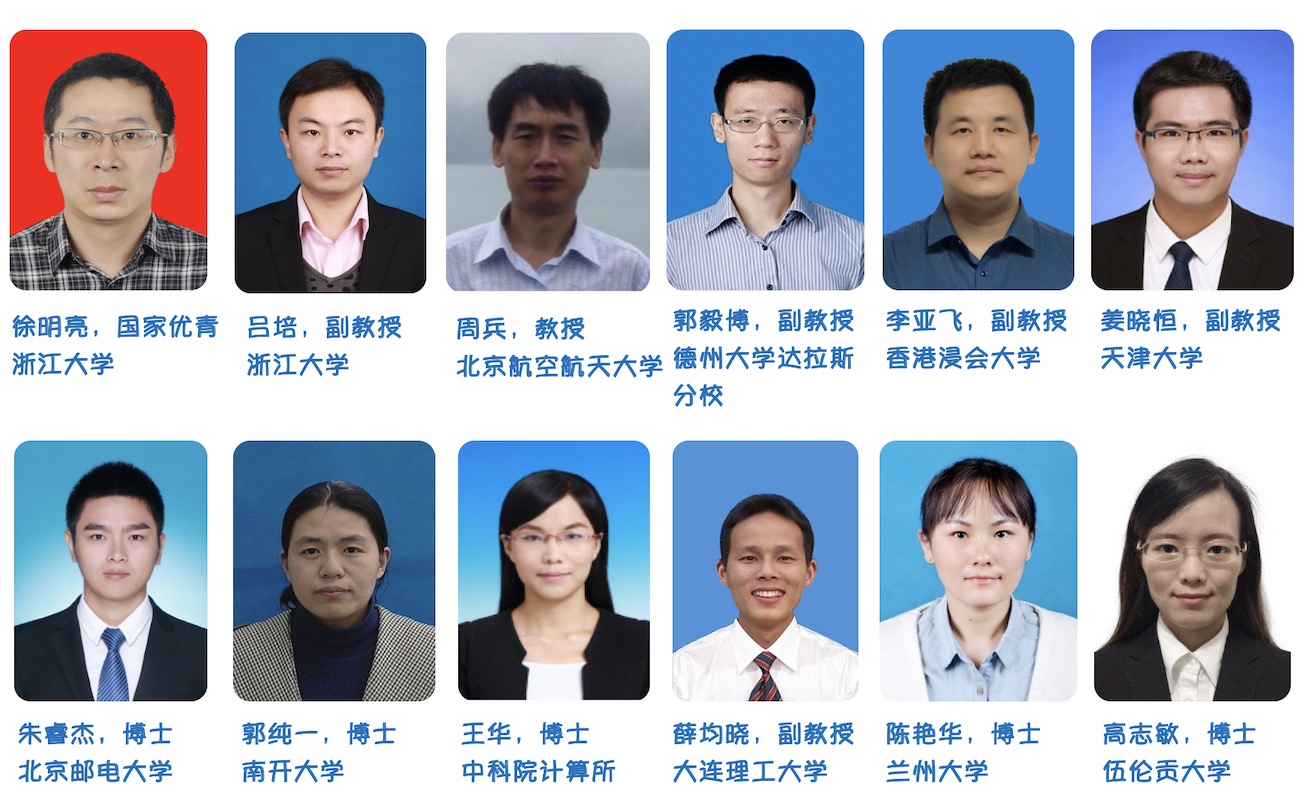 徐明亮，国家优青
浙江大学
吕培，副教授
浙江大学
周兵，教授
北京航空航天大学
郭毅博，副教授
德州大学达拉斯
分校
李亚飞，副教授
香港浸会大学
姜晓恒，副教授
天津大学
朱睿杰，博士
北京邮电大学
郭纯一，博士
南开大学
王华，博士
中科院计算所
薛均晓，副教授
大连理工大学
陈艳华，博士
兰州大学
高志敏，博士
伍伦贡大学